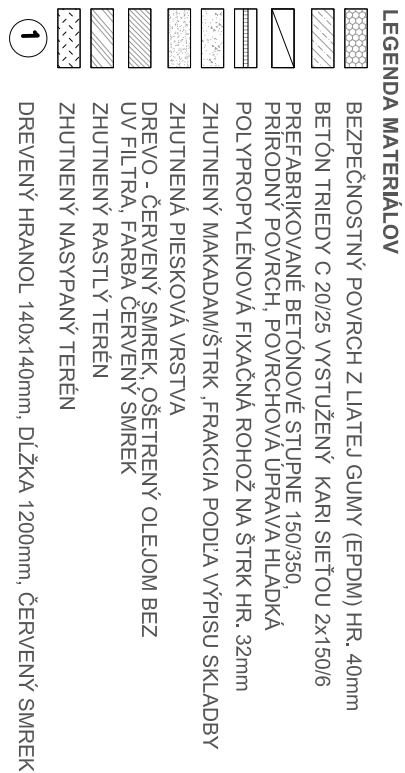 LEGENDA MATERIÁLOV
BEZPEČNOSTNÝ POVRCH Z LIATEJ GUMY (EPDM) HR. 40mm
BETÓN TRIEDY C 20/25 VYSTUŽENÝ KARI SIEŤOU 2x150/6
PREFABRIKOVANÉ BETÓNOVÉ STUPNE 150/350,
PRÍRODNÝ POVRCH, POVRCHOVÁ ÚPRAVA HLADKÁ
POLYPROPYLÉNOVÁ FIXAČNÁ ROHOŽ NA ŠTRK HR. 32mm
ZHUTNENÝ MAKADAM/ŠTRK ,FRAKCIA PODĽA VÝPISU SKLADBY
ZHUTNENÁ PIESKOVÁ VRSTVA
DREVO - ČERVENÝ SMREK, OŠETRENÝ OLEJOM BEZ
UV FILTRA, FARBA ČERVENÝ SMREK
ZHUTNENÝ RASTLÝ TERÉN
ZHUTNENÝ NASYPANÝ TERÉN
1 DREVENÝ HRANOL 140x140mm, DĹŽKA 1200mm, ČERVENÝ SMREK